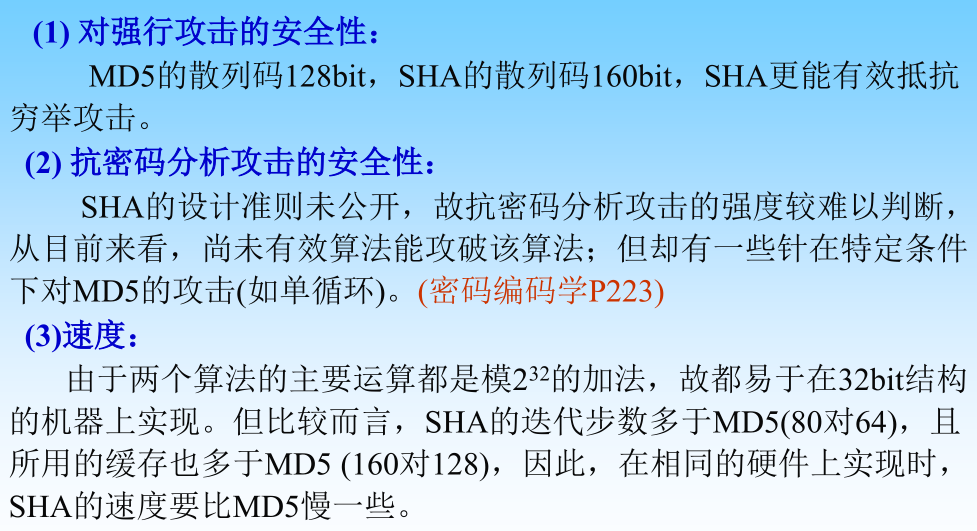 (1) 对强行攻击的安全性：
MD5的散列码128bit，SHA的散列码160bit，SHA更能有效抵抗
穷举攻击。
(2) 抗密码分析攻击的安全性：
SHA的设计准则未公开，故抗密码分析攻击的强度较难以判断，
从目前来看，尚未有效算法能攻破该算法；但却有一些针在特定条件
下对MD5的攻击(如单循环)。(密码编码学P223)
(3)速度：
由于两个算法的主要运算都是模2³²的加法，故都易于在32bit结构
的机器上实现。但比较而言，SHA的迭代步数多于MD5(80对64)，且
所用的缓存也多于MD5 (160对128)，因此，在相同的硬件上实现时，
SHA的速度要比MD5慢一些。